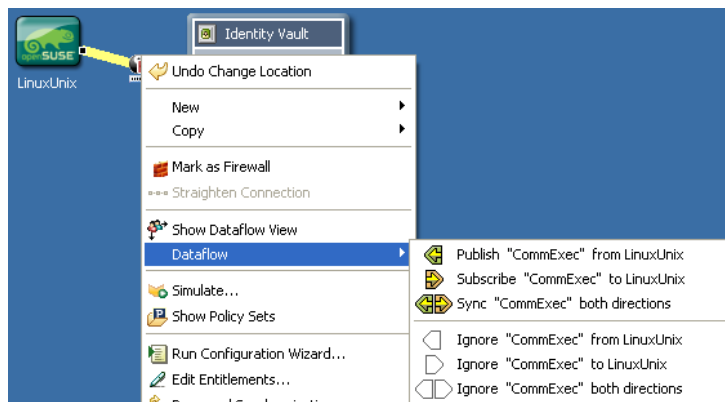 Identity Vault
openSUSE
LinuxUnix
Undo Change Location
New
Copy
Mark as Firewall
Straighten Connection
Show Dataflow View
Dataflow
Publish "CommExec" from LinuxUnix
Subscribe "CommExec" to LinuxUnix
Sync "CommExec" both directions
Simulate...
Show Policy Sets
Ignore "CommExec" from LinuxUnix
Run Configuration Wizard...
Ignore "CommExec" to LinuxUnix
Edit Entitlements...
Ignore "CommExec" both directions